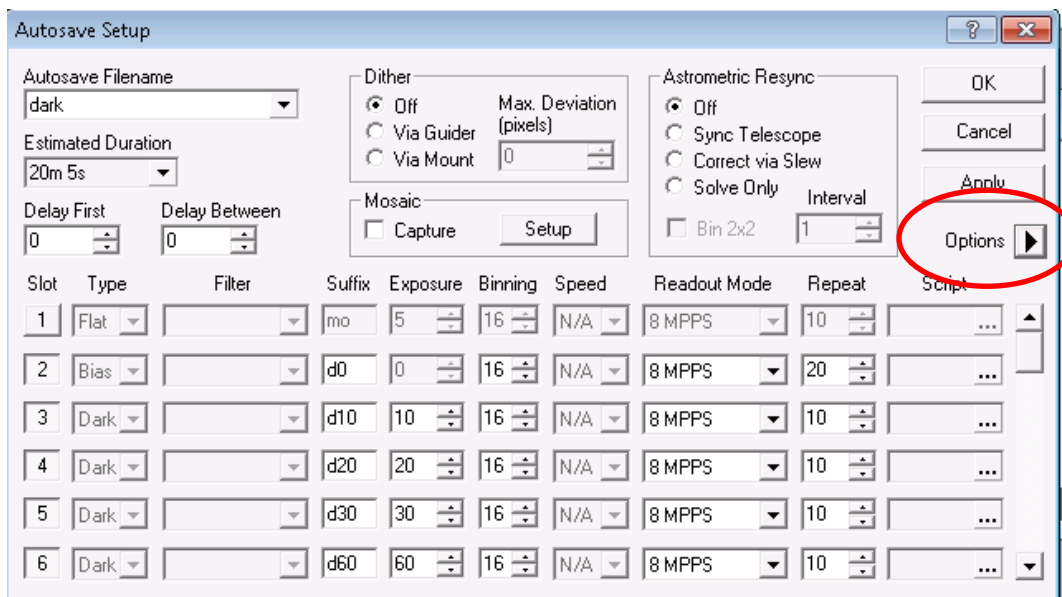 Autosave Setup
Autosave Filename
dark
Estimated Duration
20m 5s
Delay First Delay Between
0 0
Dither
Off
Via Guider
Via Mount
Max. Deviation
(pixels)
0
Mosaic
Capture Setup
Astrometric Resync
Off
Sync Telescope
Correct via Slew
Solve Only
Interval
Bin 2x2 1
OK
Cancel
Apply
Options
Slot Type Filter Suffix Exposure Binning Speed Readout Mode Repeat Script
1 Flat mo 5 16 N/A 8 MPPS 10 ...
2 Bias d0 0 16 N/A 8 MPPS 20 ...
3 Dark d10 10 16 N/A 8 MPPS 10 ...
4 Dark d20 20 16 N/A 8 MPPS 10 ...
5 Dark d30 30 16 N/A 8 MPPS 10 ...
6 Dark d60 60 16 N/A 8 MPPS 10 ...